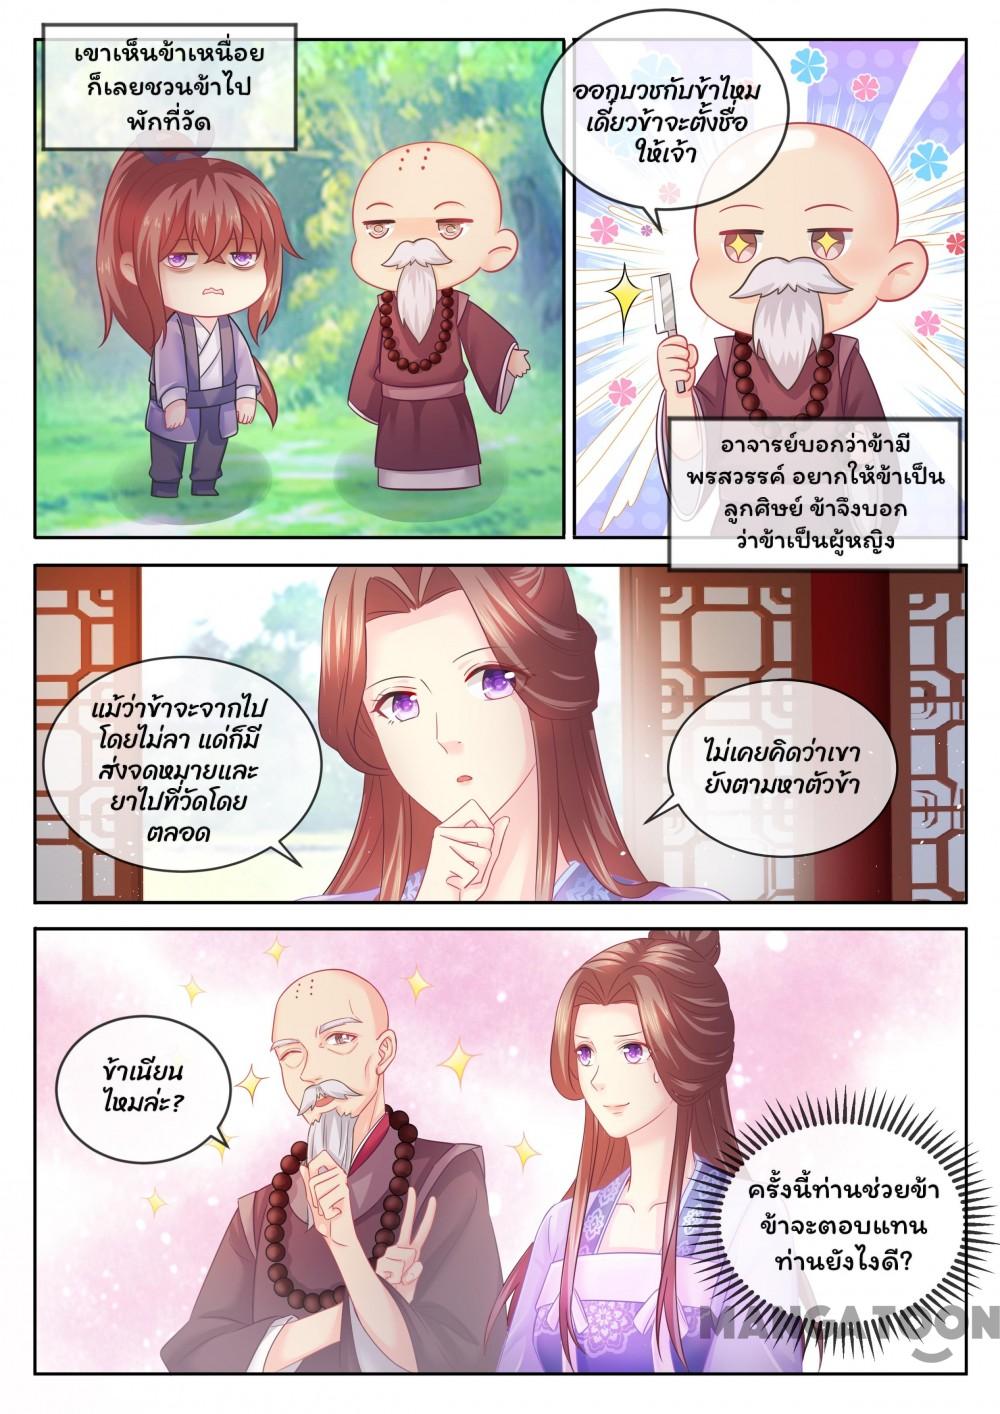 เขาเห็นข้าเหนื่อย
ก็เลยชวนข้าไป
พักที่วัด
ออกบวชกับข้าไหม
เดี๋ยวข้าจะตั้งชื่อ
ให้เจ้า
อาจารย์บอกว่าข้ามี
พรสวรรค์ อยากให้ข้าเป็น
ลูกศิษย์ ข้าจึงบอก
ว่าข้าเป็นผู้หญิง
แม้ว่าข้าจะจากไป
โดยไม่ลา แต่ก็มี
ส่งจดหมายและ
ยาไปที่วัดโดย
ตลอด
ไม่เคยคิดว่าเขา
ยังตามหาตัวข้า
ข้าเนียน
ไหมล่ะ?
ครั้งนี้ท่านช่วยข้า
ข้าจะตอบแทน
ท่านยังไงดี?
MANGATOON